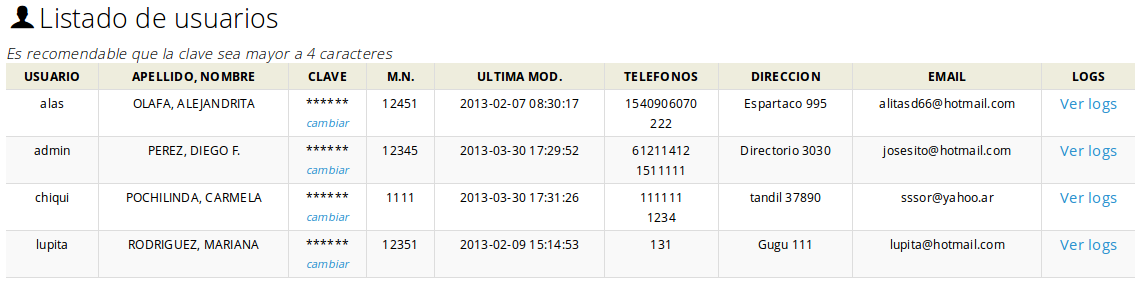 Listado de usuarios
Es recomendable que la clave sea mayor a 4 caracteres
USUARIO APELLIDO, NOMBRE CLAVE M.N. ULTIMA MOD. TELEFONOS DIRECCION EMAIL LOGS
alas OLAFA, ALEJANDRITA ****** 12451 2013-02-07 08:30:17 1540906070 Espartaco 995 alitasd66@hotmail.com Ver logs
cambiar 222
admin PEREZ, DIEGO F. ****** 12345 2013-03-30 17:29:52 61211412 Directorio 3030 josesito@hotmail.com Ver logs
cambiar 1511111
chiqui POCHILINDA, CARMELA ****** 1111 2013-03-30 17:31:26 111111 tandil 37890 sssor@yahoo.ar Ver logs
cambiar 1234
lupita RODRIGUEZ, MARIANA ****** 12351 2013-02-09 15:14:53 131 Gugu 111 lupita@hotmail.com Ver logs
cambiar